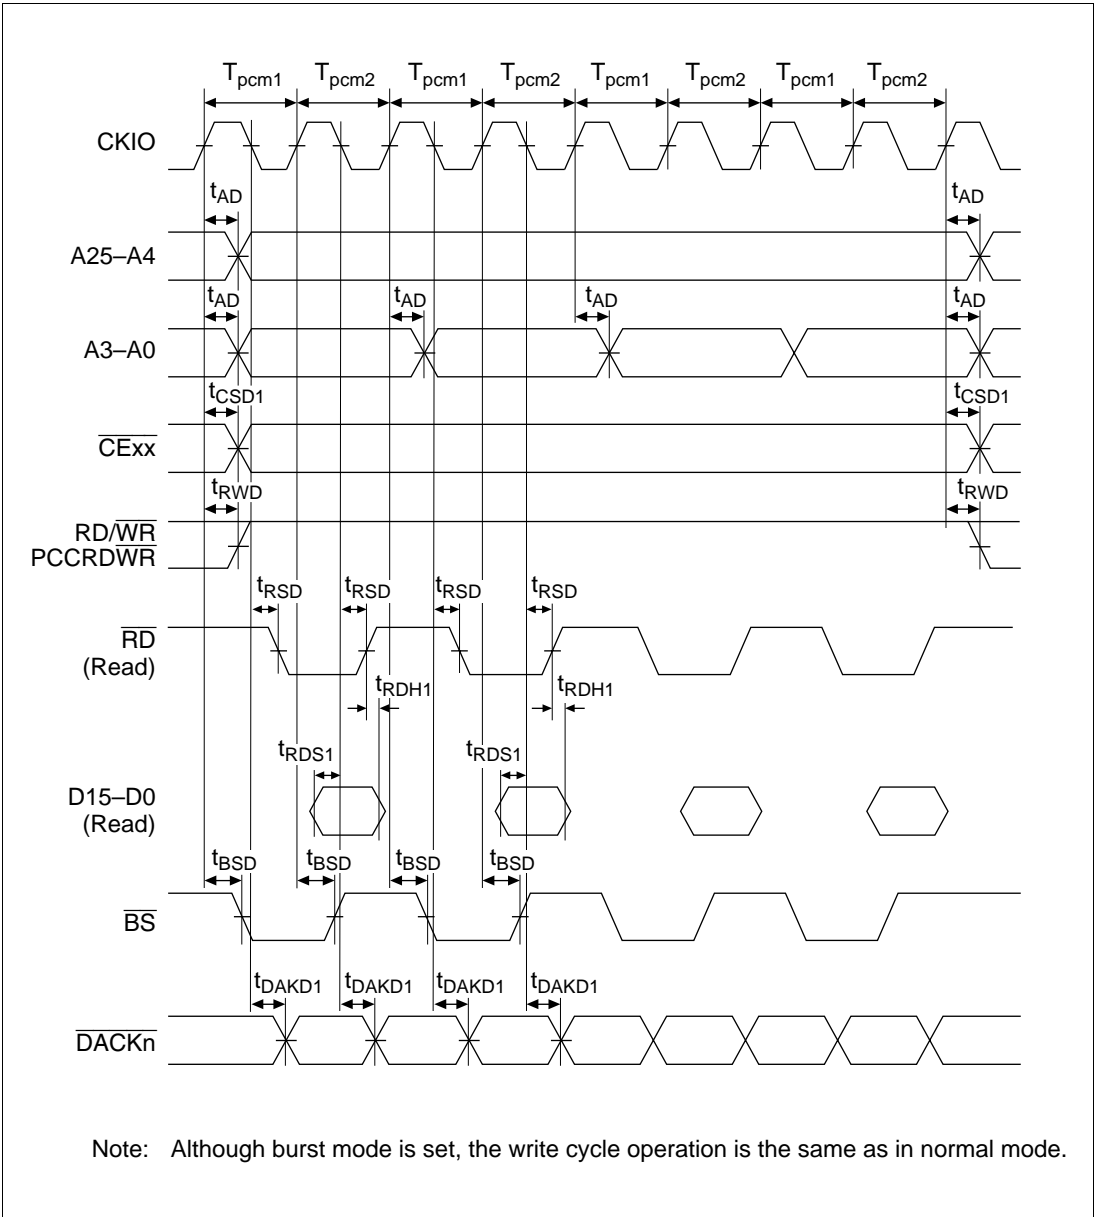 Tpcm1 Tpcm2 Tpcm1 Tpcm2 Tpcm1 Tpcm2 Tpcm1 Tpcm2
CKIO
tAD tAD
A25–A4
tAD tAD tAD tAD
A3–A0
tCSD1 tCSD1
CExx
tRWD tRWD
RD/WR
PCCRDWR
tRSD tRSD tRSD tRSD
RD
(Read)
tRDH1 tRDH1
tRDS1 tRDS1
D15–D0
(Read)
tBSD tBSD tBSD tBSD
BS
tDAKD1 tDAKD1 tDAKD1 tDAKD1
DACKn
Note: Although burst mode is set, the write cycle operation is the same as in normal mode.